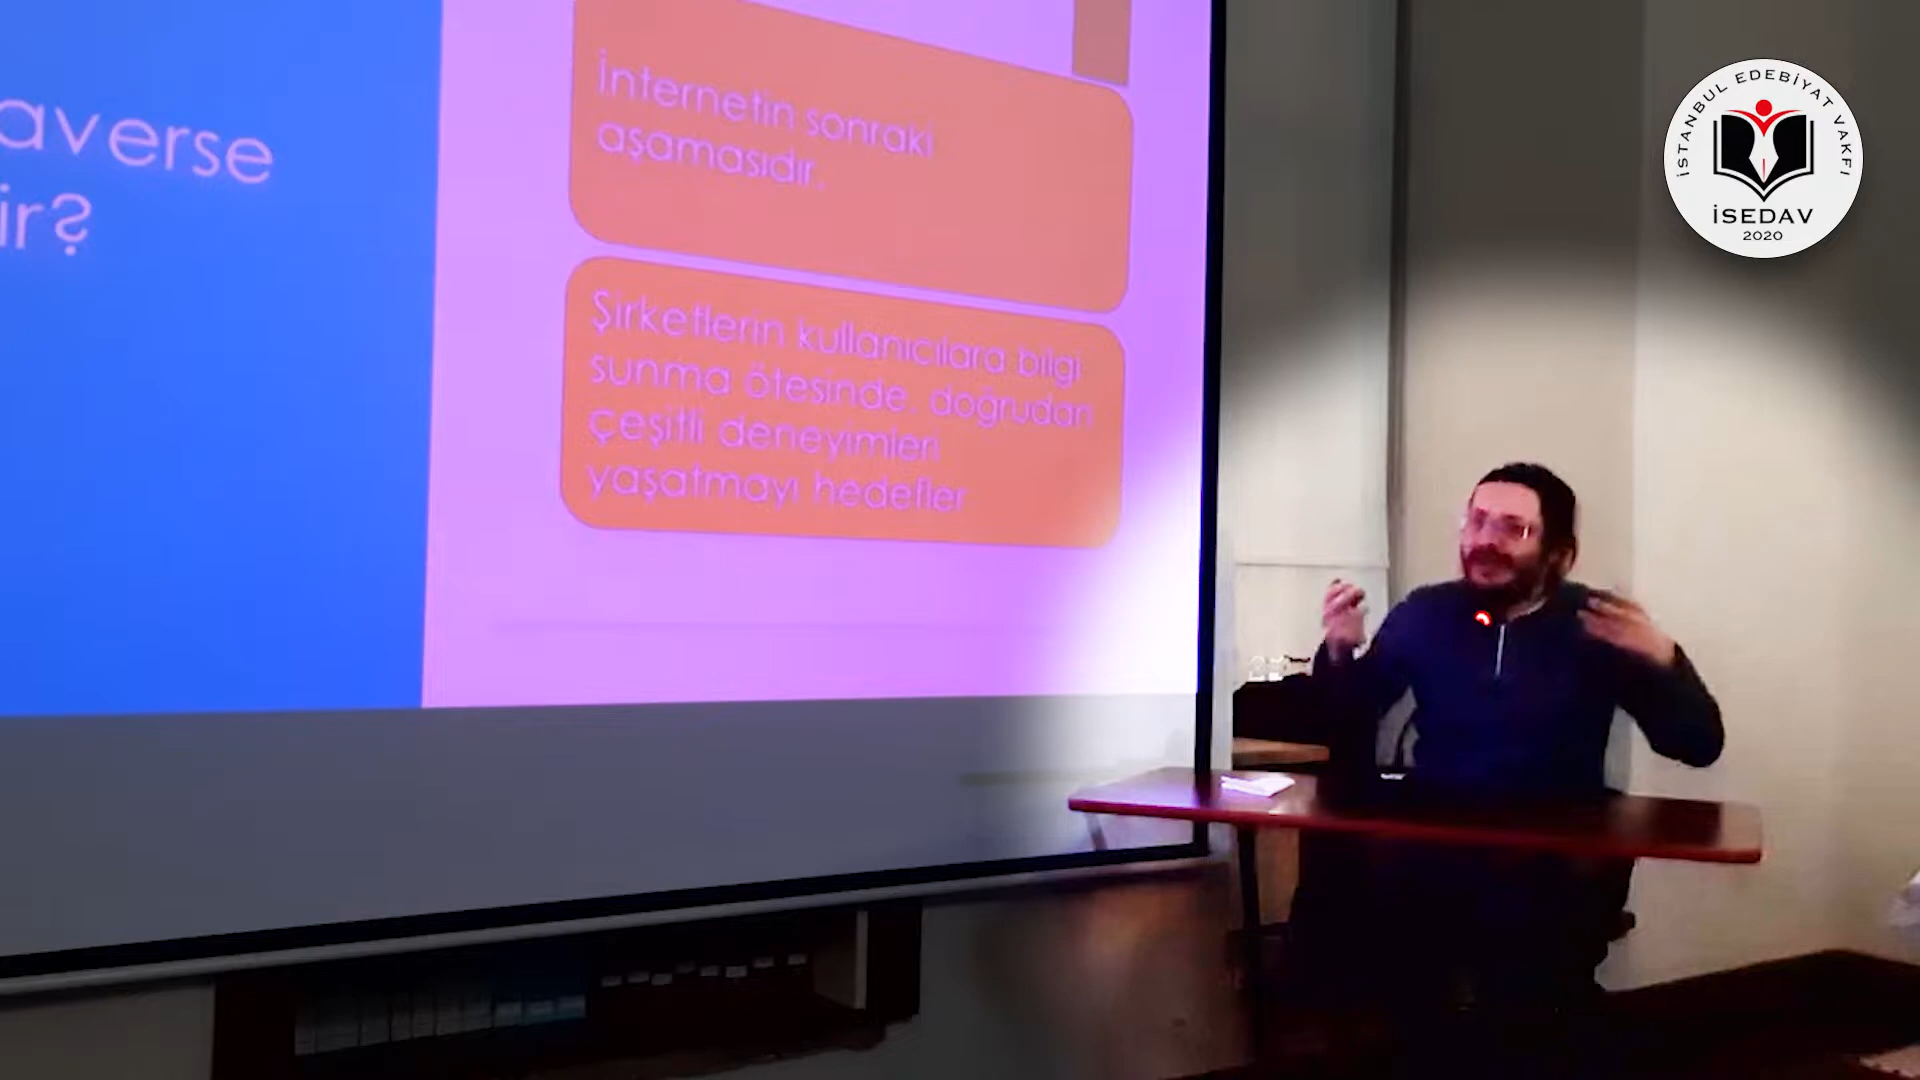 averse
ir?
İnternetin sonraki
aşamasıdır.
Şirketlerin kullanıcılara bilgi
sunma ötesinde, doğrudan
çeşitli deneyimleri
yaşatmayı hedefler
İSTANBUL EDEBİYAT VAKFI
İSEDAV
2020